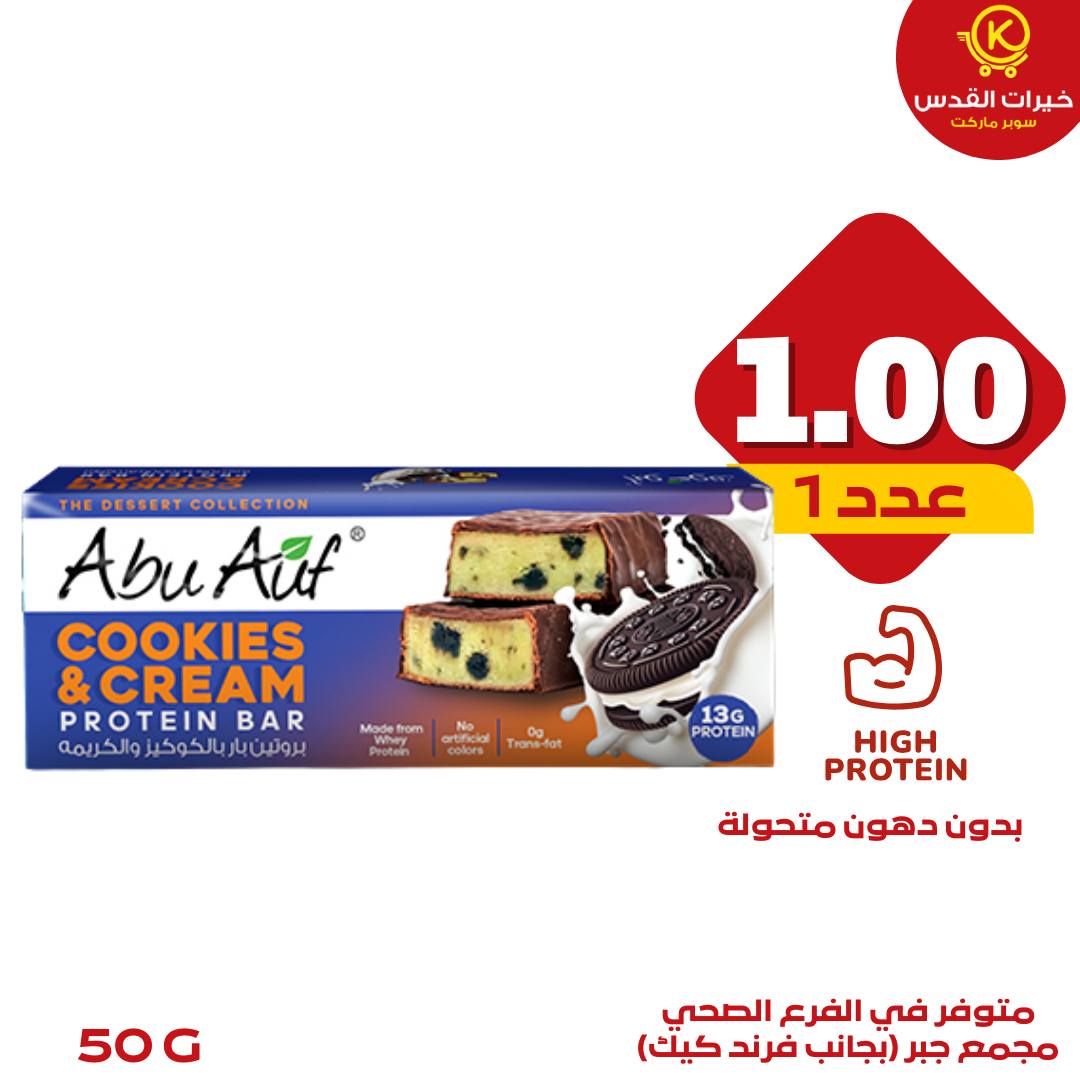 خيرات القدس
سوبر ماركت
1.00
عدد 1
THE DESSERT COLLECTION
Abu Auf®
COOKIES
& CREAM
PROTEIN BAR
بروتين بار بالكوكيز والكريمه
Made from
Whey
Protein
No
artificial
colors
0g
Trans-fat
13G
PROTEIN
HIGH
PROTEIN
بدون دهون متحولة
50 G
متوفر في الفرع الصحي
مجمع جبر (بجانب فرند كيك)